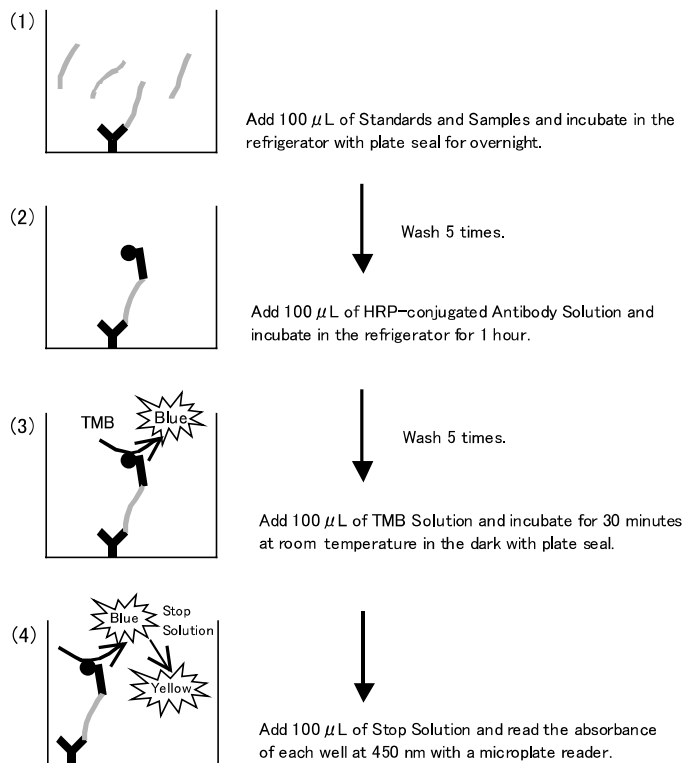 (1)
Add 100 μL of Standards and Samples and incubate in the
refrigerator with plate seal for overnight.
Wash 5 times.
(2)
Add 100 μL of HRP-conjugated Antibody Solution and
incubate in the refrigerator for 1 hour.
Wash 5 times.
(3)
TMB
Blue
Add 100 μL of TMB Solution and incubate for 30 minutes
at room temperature in the dark with plate seal.
(4)
Blue
Stop
Solution
Yellow
Add 100 μL of Stop Solution and read the absorbance
of each well at 450 nm with a microplate reader.